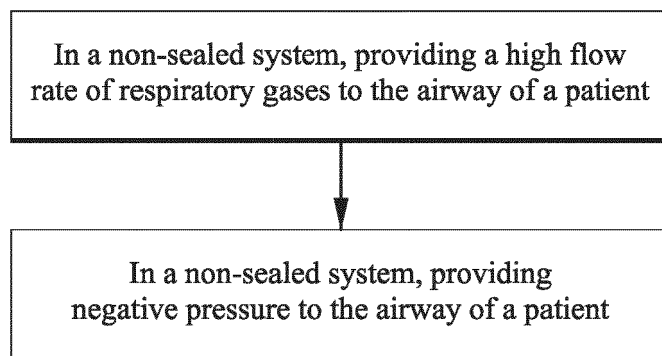 In a non-sealed system, providing a high flow
rate of respiratory gases to the airway of a patient
In a non-sealed system, providing
negative pressure to the airway of a patient